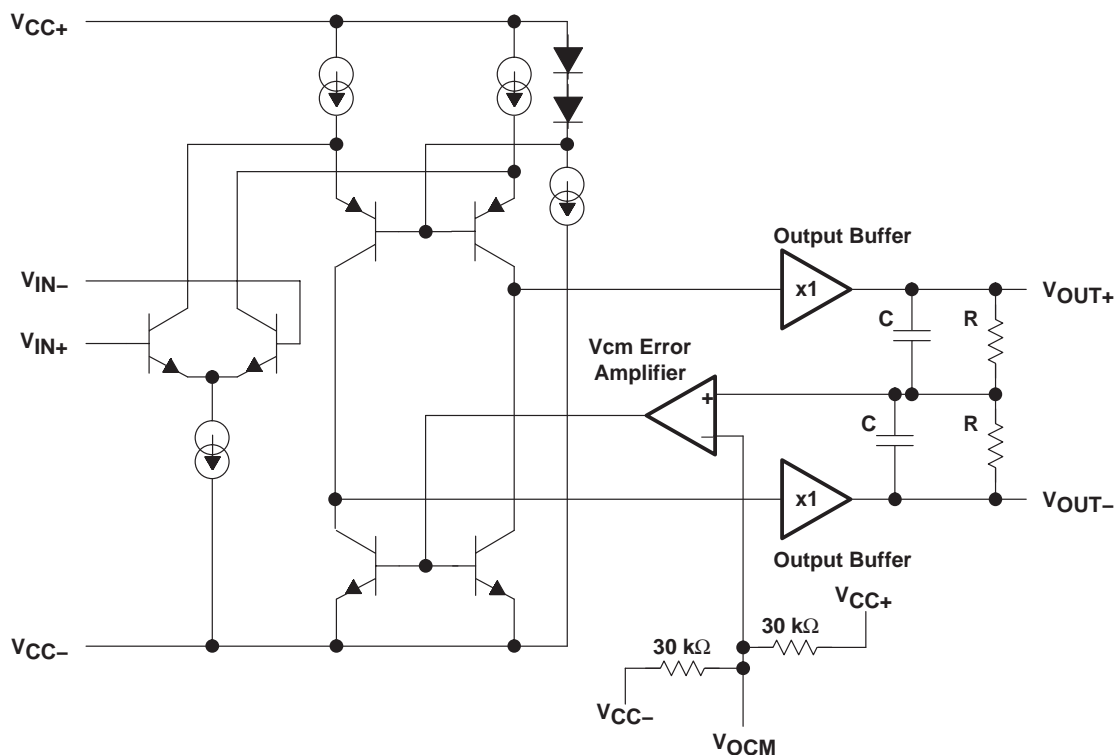 VCC+
Output Buffer
x1
VIN−
VOUT+
C
R
VIN+
Vcm Error
Amplifier
+
C
R
−
x1
VOUT−
Output Buffer
VCC+
30 kΩ
VCC−
30 kΩ
VCC−
VOCM